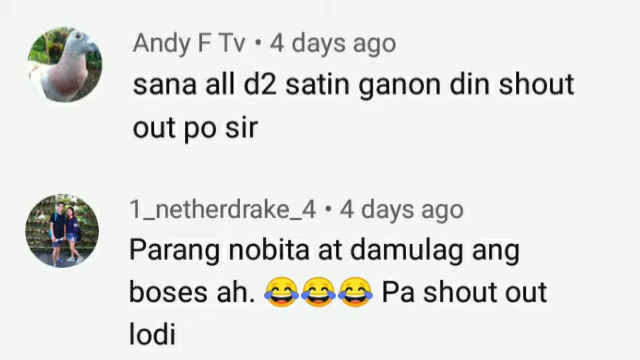 Andy F Tv • 4 days ago
sana all d2 satin ganon din shout
out po sir
1_netherdrake_4 • 4 days ago
Parang nobita at damulag ang
boses ah. 😂😂😂 Pa shout out
lodi